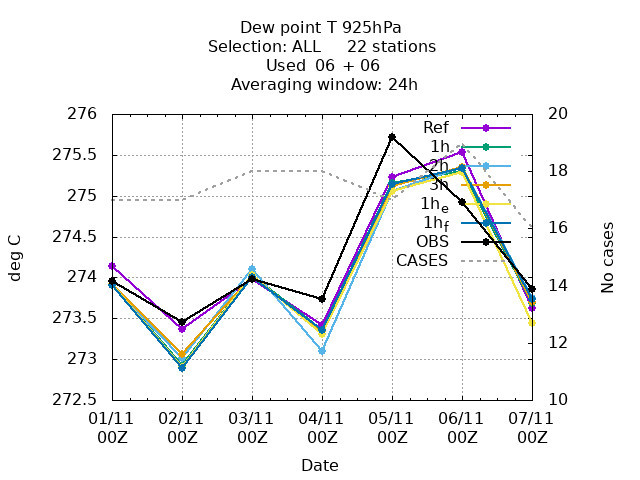 Dew point T 925hPa
Selection: ALL 22 stations
Used 06 + 06
Averaging window: 24h
276
275.5
275
274.5
274
273.5
273
272.5
deg C
20
18
16
14
12
10
No cases
Ref
1h
2h
3h
1he
1hf
OBS
CASES
01/11 02/11 03/11 04/11 05/11 06/11 07/11
00Z 00Z 00Z 00Z 00Z 00Z 00Z
Date